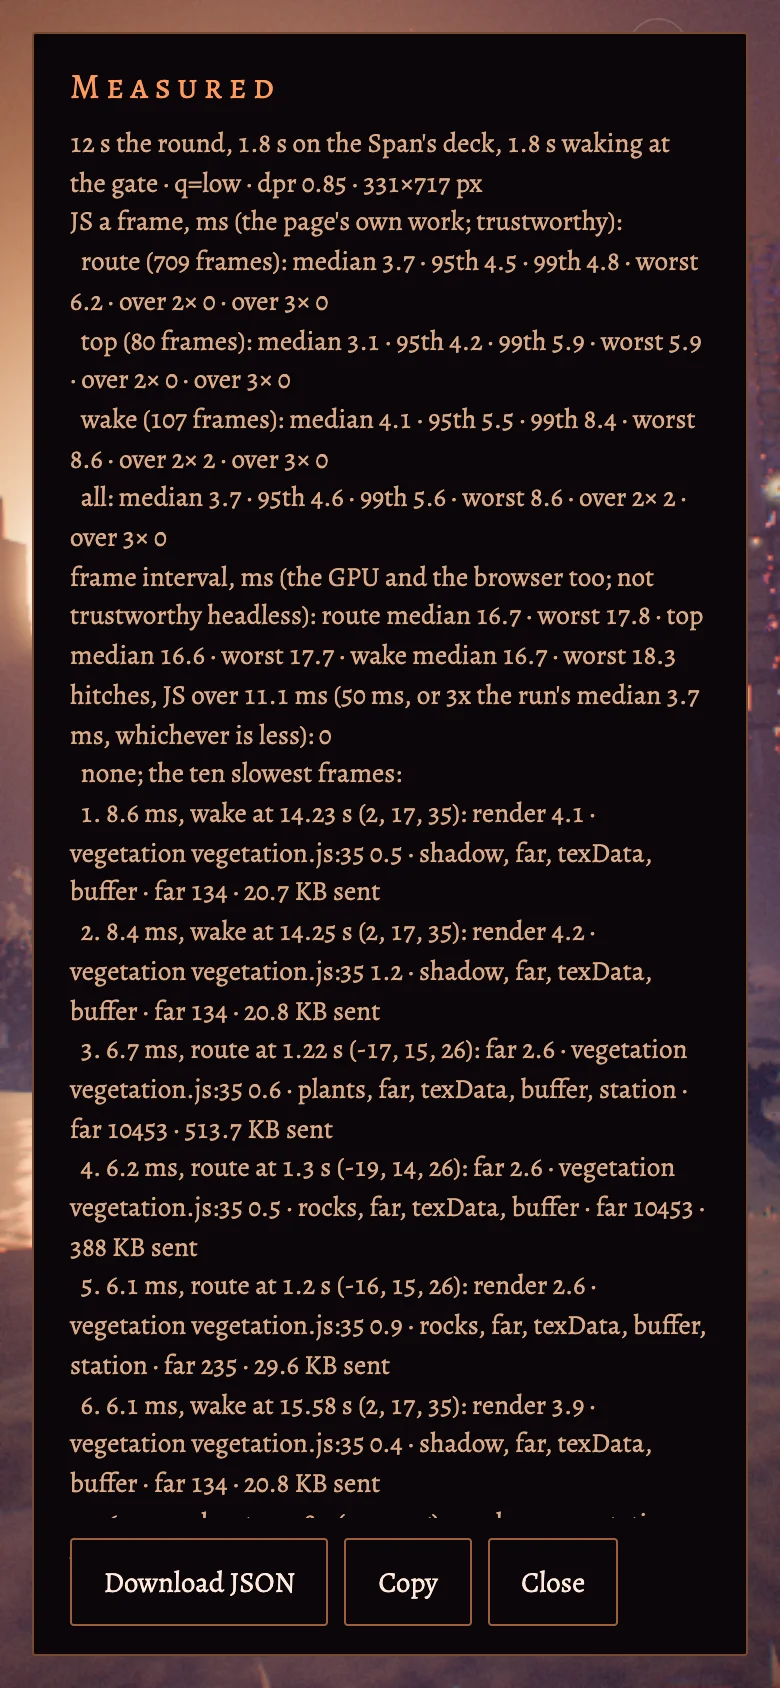 MEASURED
12 s the round, 1.8 s on the Span's deck, 1.8 s waking at
the gate · q=low · dpr 0.85 · 331×717 px
JS a frame, ms (the page's own work; trustworthy):
route (709 frames): median 3.7 · 95th 4.5 · 99th 4.8 · worst
6.2 · over 2× 0 · over 3× 0
top (80 frames): median 3.1 · 95th 4.2 · 99th 5.9 · worst 5.9
· over 2× 0 · over 3× 0
wake (107 frames): median 4.1 · 95th 5.5 · 99th 8.4 · worst
8.6 · over 2× 2 · over 3× 0
all: median 3.7 · 95th 4.6 · 99th 5.6 · worst 8.6 · over 2× 2 ·
over 3× 0
frame interval, ms (the GPU and the browser too; not
trustworthy headless): route median 16.7 · worst 17.8 · top
median 16.6 · worst 17.7 · wake median 16.7 · worst 18.3
hitches, JS over 11.1 ms (50 ms, or 3x the run's median 3.7
ms, whichever is less): 0
none; the ten slowest frames:
1. 8.6 ms, wake at 14.23 s (2, 17, 35): render 4.1 ·
vegetation vegetation.js:35 0.5 · shadow, far, texData,
buffer · far 134 · 20.7 KB sent
2. 8.4 ms, wake at 14.25 s (2, 17, 35): render 4.2 ·
vegetation vegetation.js:35 1.2 · shadow, far, texData,
buffer · far 134 · 20.8 KB sent
3. 6.7 ms, route at 1.22 s (-17, 15, 26): far 2.6 · vegetation
vegetation.js:35 0.6 · plants, far, texData, buffer, station ·
far 10453 · 513.7 KB sent
4. 6.2 ms, route at 1.3 s (-19, 14, 26): far 2.6 · vegetation
vegetation.js:35 0.5 · rocks, far, texData, buffer · far 10453 ·
388 KB sent
5. 6.1 ms, route at 1.2 s (-16, 15, 26): render 2.6 ·
vegetation vegetation.js:35 0.9 · rocks, far, texData, buffer,
station · far 235 · 29.6 KB sent
6. 6.1 ms, wake at 15.58 s (2, 17, 35): render 3.9 ·
vegetation vegetation.js:35 0.4 · shadow, far, texData,
buffer · far 134 · 20.8 KB sent
Download JSON
Copy
Close